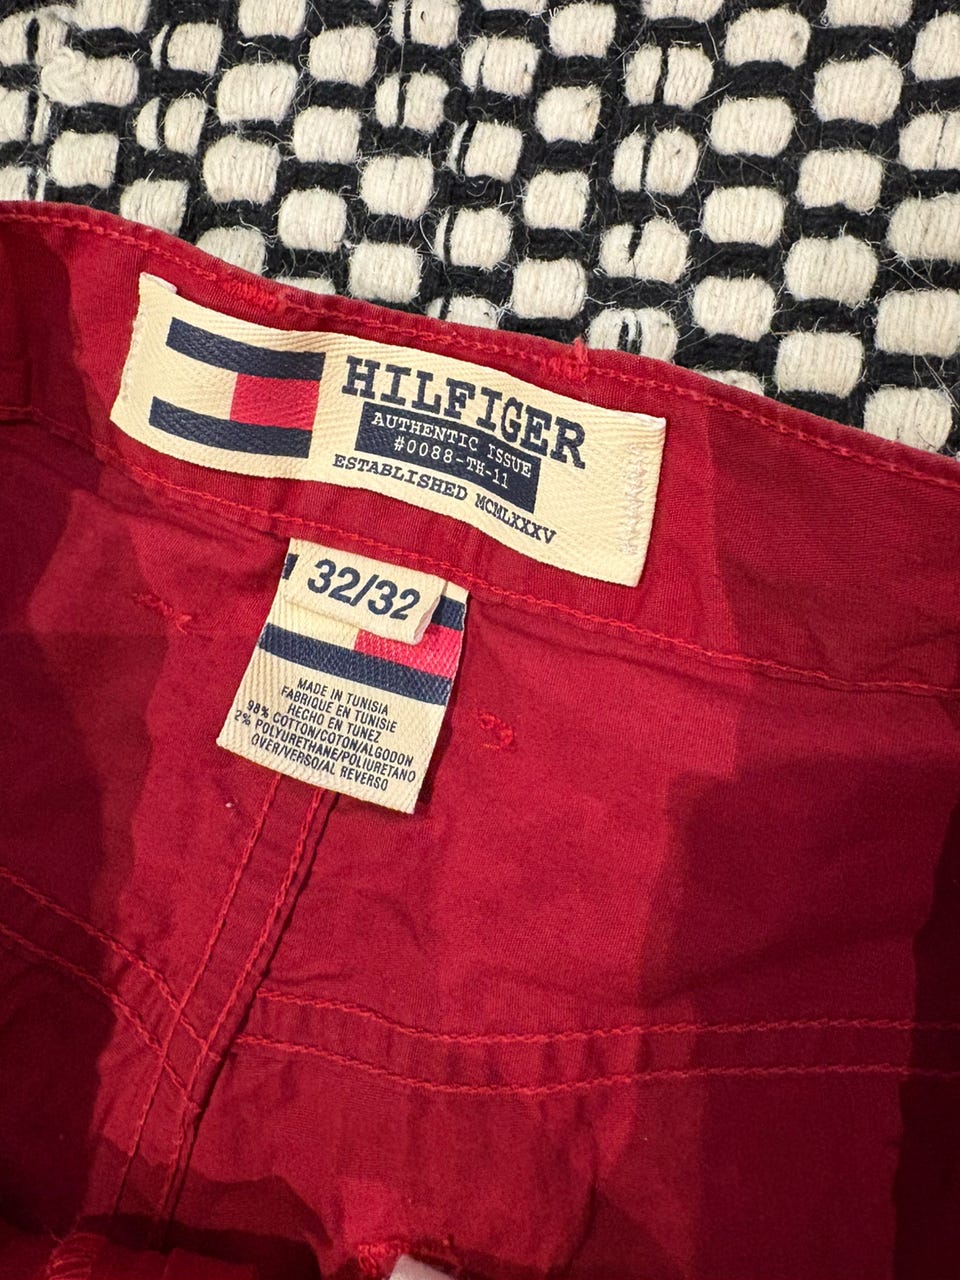 HILFIGER
AUTHENTIC ISSUE
#0088-TH-11
ESTABLISHED MCMLXXXV
32/32
MADE IN TUNISIA
FABRIQUE EN TUNISIE
HECHO EN TUNEZ
98% COTTON/COTON/ALGODON
2% POLYURETHANE/POLIURETANO
OVER/VERSO/AL REVERSO